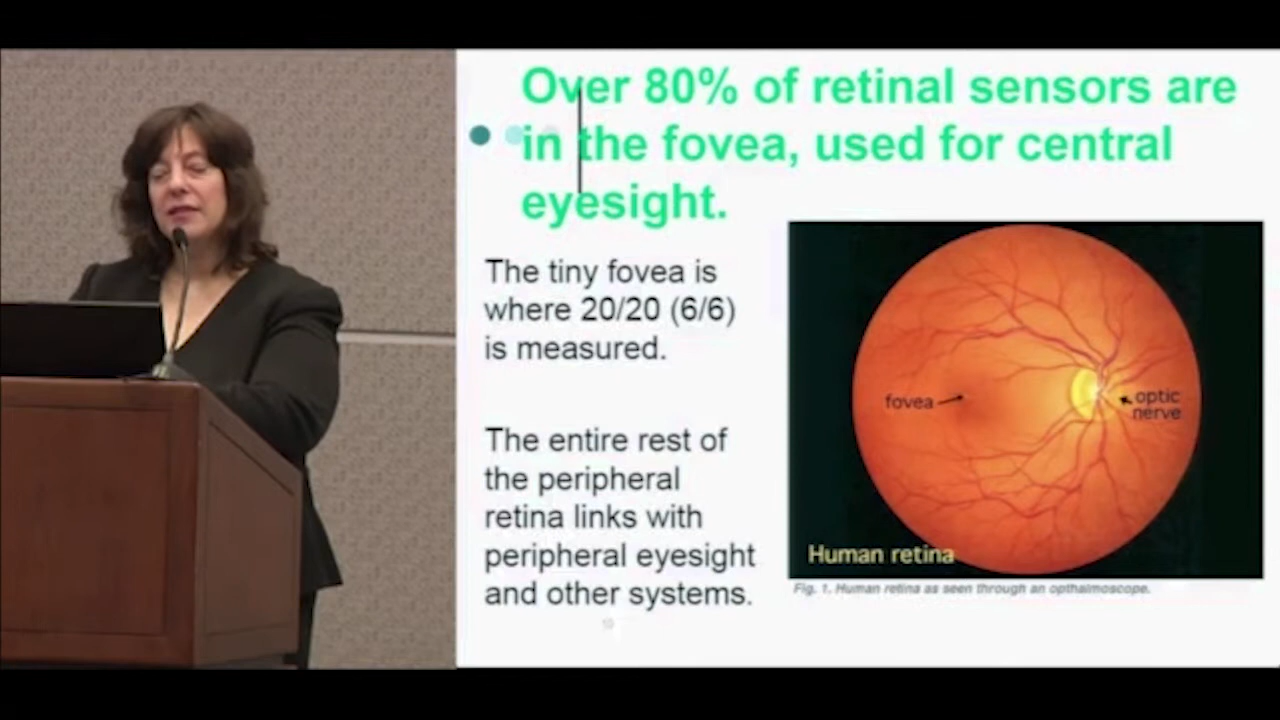 Over 80% of retinal sensors are
in the fovea, used for central
eyesight.
The tiny fovea is
where 20/20 (6/6)
is measured.
The entire rest of
the peripheral
retina links with
peripheral eyesight
and other systems.
fovea
optic
nerve
Human retina
Fig. 1. Human retina as seen through an opthalmoscope.
10